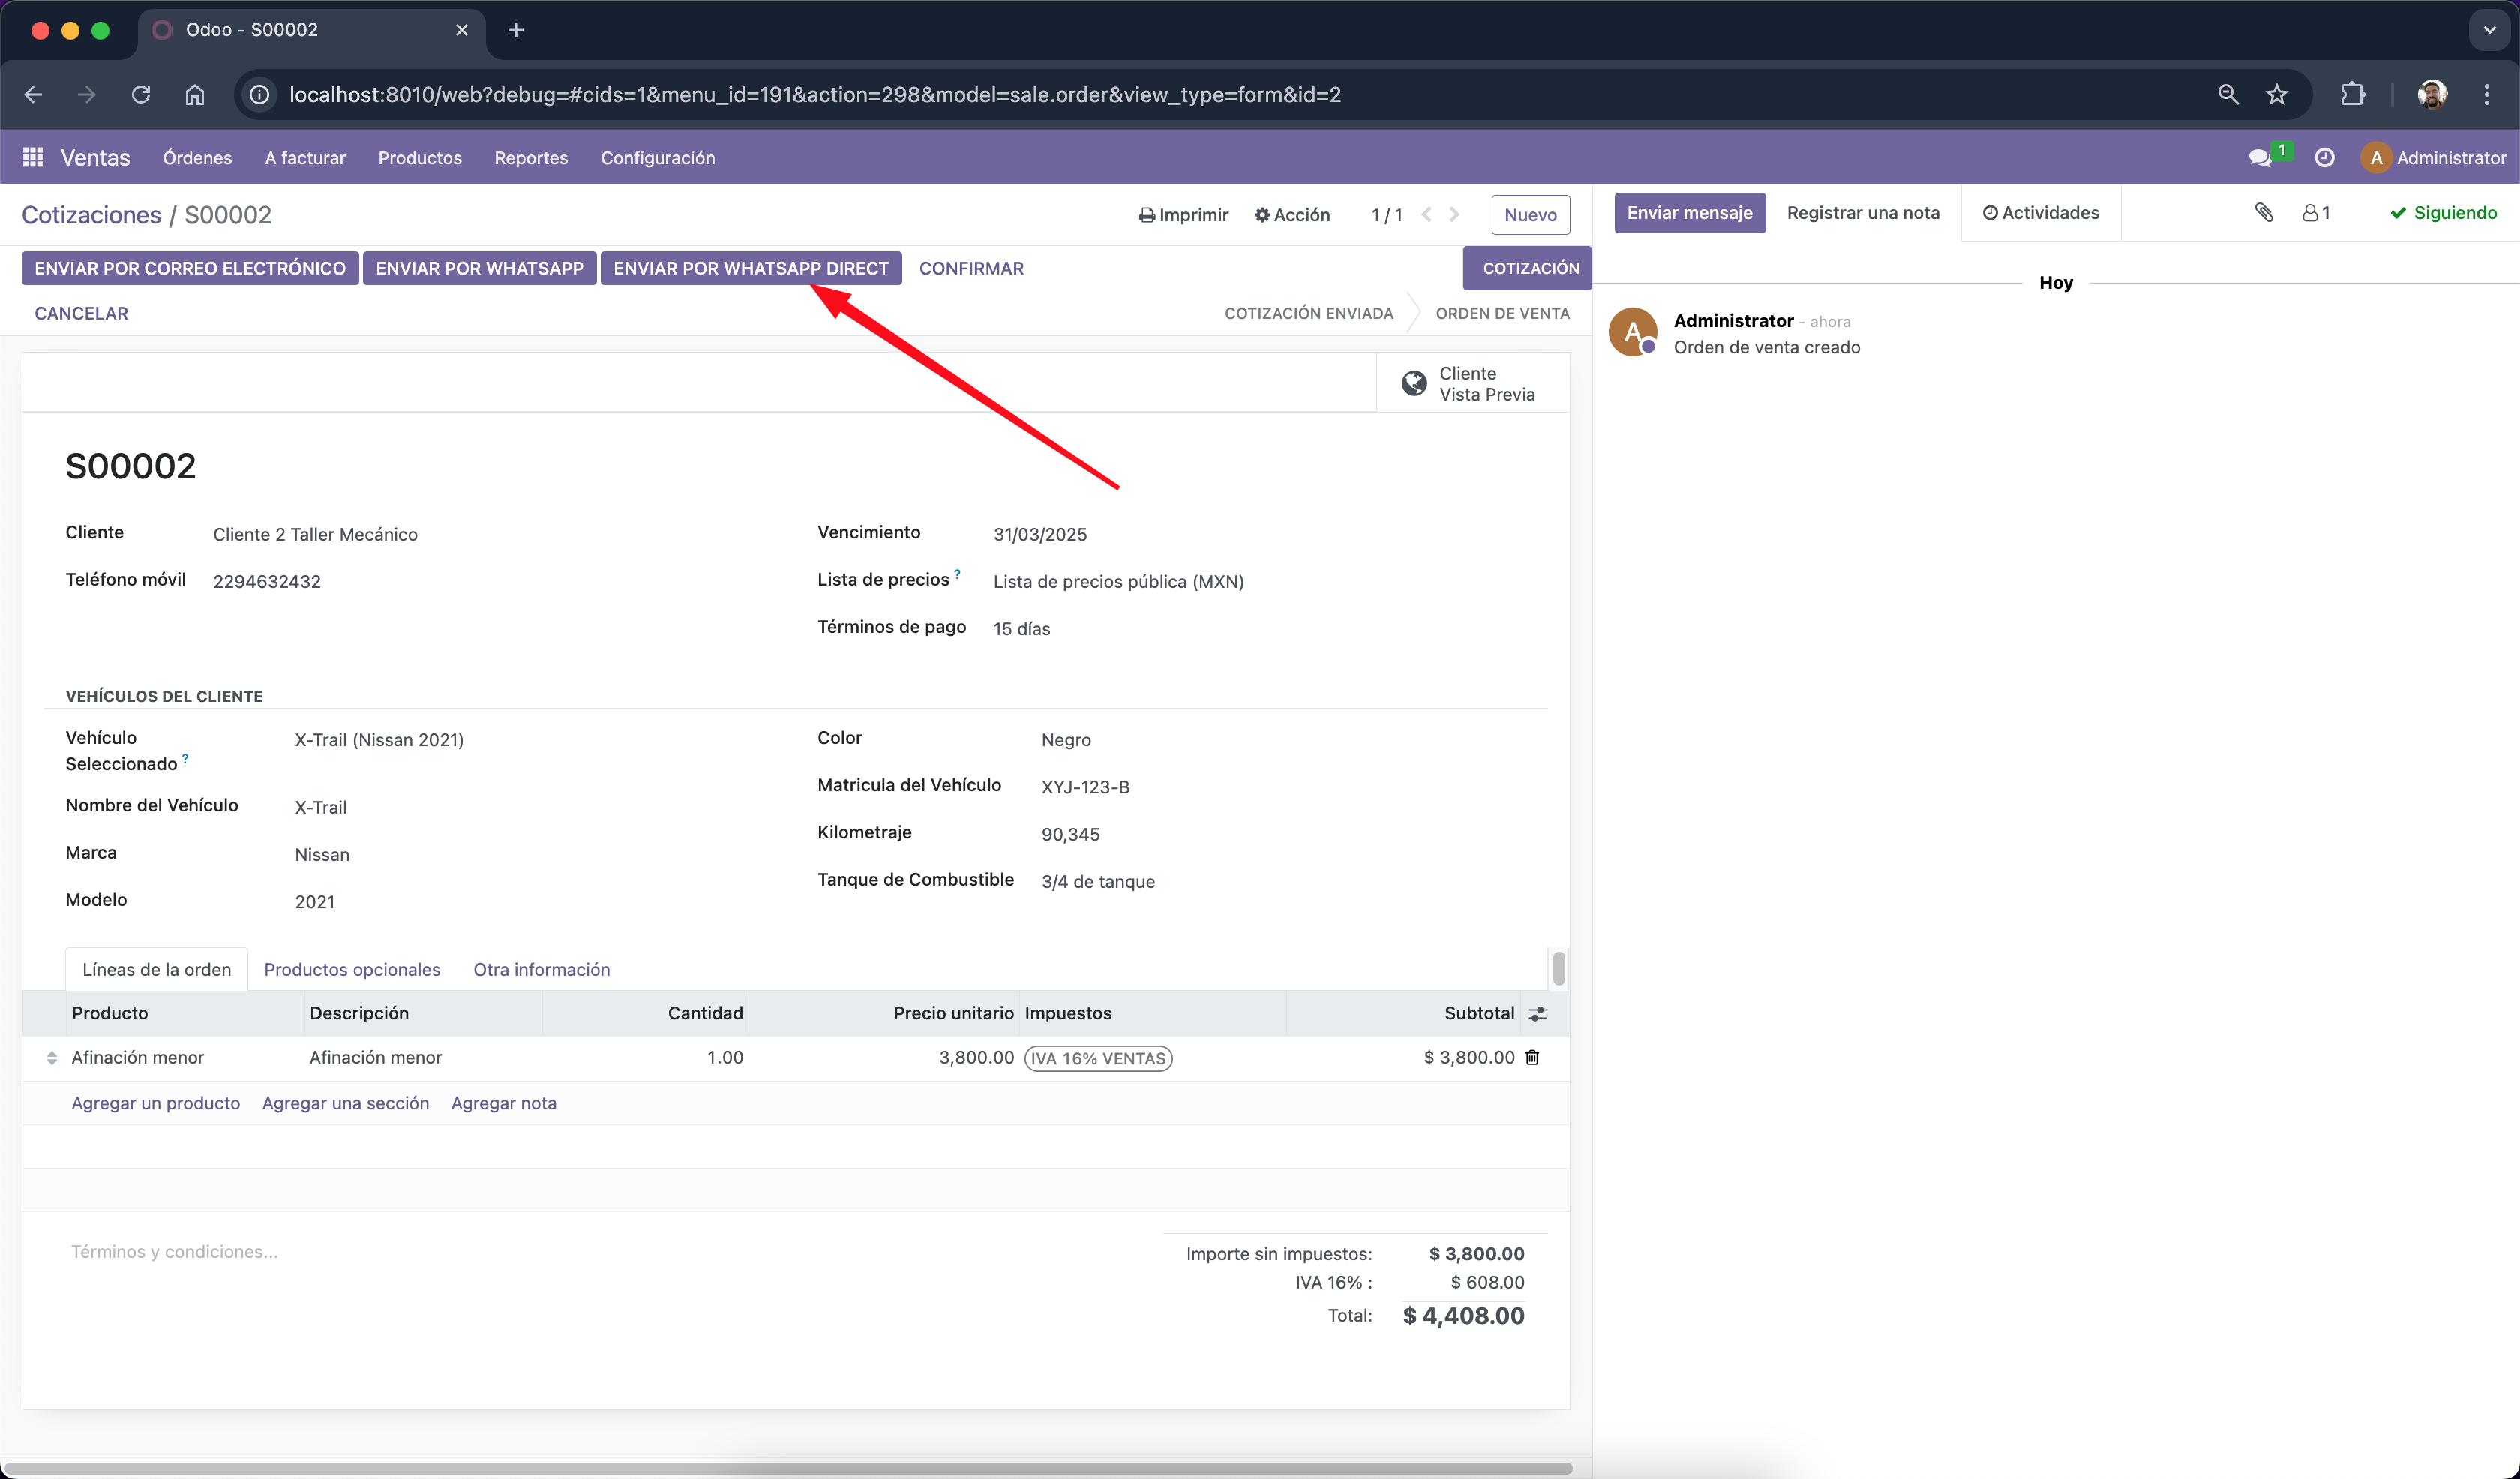 Odoo - S00002
localhost:8010/web?debug=#cids=1&menu_id=191&action=298&model=sale.order&view_type=form&id=2
Ventas Órdenes A facturar Productos Reportes Configuración 1 A Administrator
Cotizaciones / S00002 Imprimir Acción 1 / 1 Nuevo
Enviar mensaje Registrar una nota Actividades 1 Siguiendo
ENVIAR POR CORREO ELECTRÓNICO ENVIAR POR WHATSAPP ENVIAR POR WHATSAPP DIRECT CONFIRMAR COTIZACIÓN
CANCELAR COTIZACIÓN ENVIADA ORDEN DE VENTA
Hoy
A Administrator - ahora
Orden de venta creado
Cliente
Vista Previa
S00002
Cliente Cliente 2 Taller Mecánico
Teléfono móvil 2294632432
Vencimiento 31/03/2025
Lista de precios ? Lista de precios pública (MXN)
Términos de pago 15 días
VEHÍCULOS DEL CLIENTE
Vehículo
Seleccionado ? X-Trail (Nissan 2021)
Nombre del Vehículo X-Trail
Marca Nissan
Modelo 2021
Color Negro
Matricula del Vehículo XYJ-123-B
Kilometraje 90,345
Tanque de Combustible 3/4 de tanque
Líneas de la orden Productos opcionales Otra información
Producto Descripción Cantidad Precio unitario Impuestos Subtotal
Afinación menor Afinación menor 1.00 3,800.00 IVA 16% VENTAS $ 3,800.00
Agregar un producto Agregar una sección Agregar nota
Términos y condiciones...
Importe sin impuestos: $ 3,800.00
IVA 16% : $ 608.00
Total: $ 4,408.00